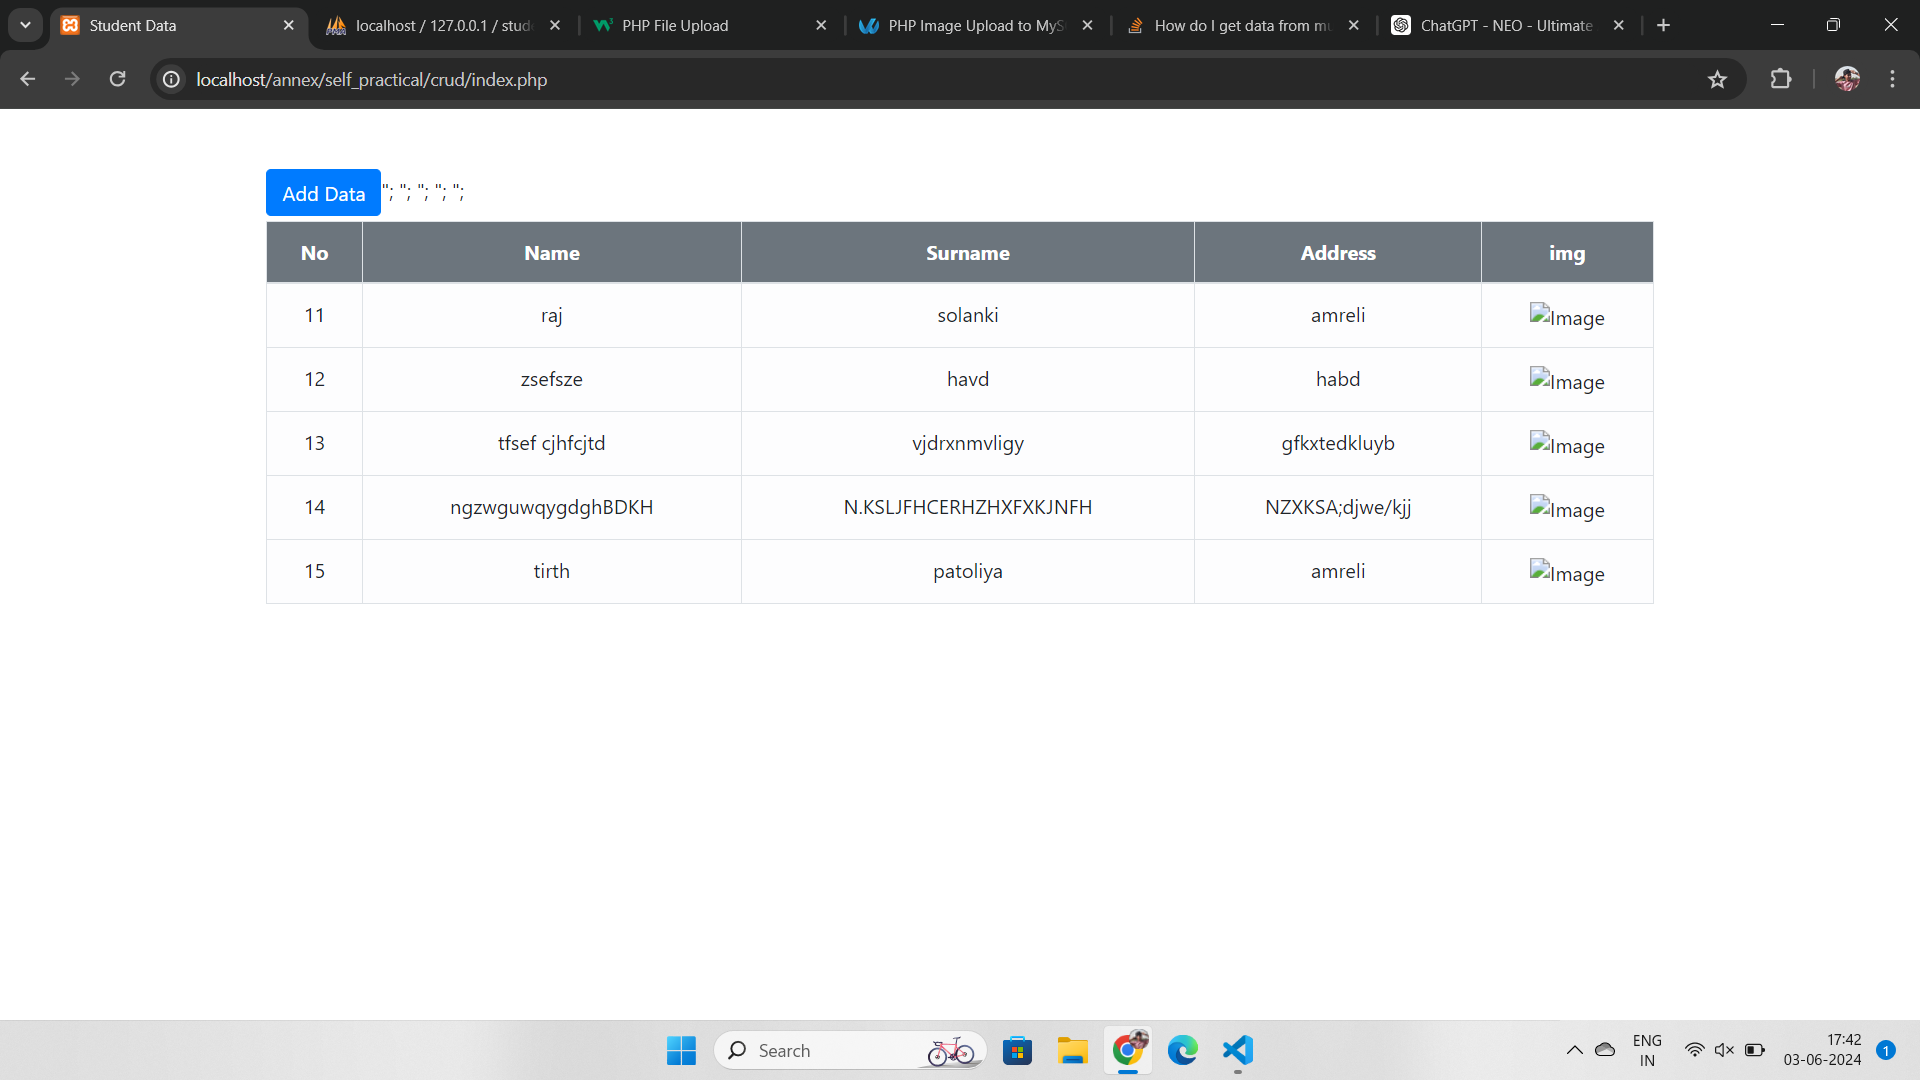 Student Data
localhost / 127.0.0.1 / stud
PHP File Upload
PHP Image Upload to MyS
How do I get data from mu
ChatGPT - NEO - Ultimate
localhost/annex/self_practical/crud/index.php
Add Data "; "; "; "; ";
No Name Surname Address img
11 raj solanki amreli Image
12 zsefsze havd habd Image
13 tfsef cjhfcjtd vjdrxnmvligy gfkxtedkluyb Image
14 ngzwguwqygdghBDKH N.KSLJFHCERHZHXFXKJNFH NZXKSA;djwe/kjj Image
15 tirth patoliya amreli Image
Search
ENG
IN
17:42
03-06-2024
1